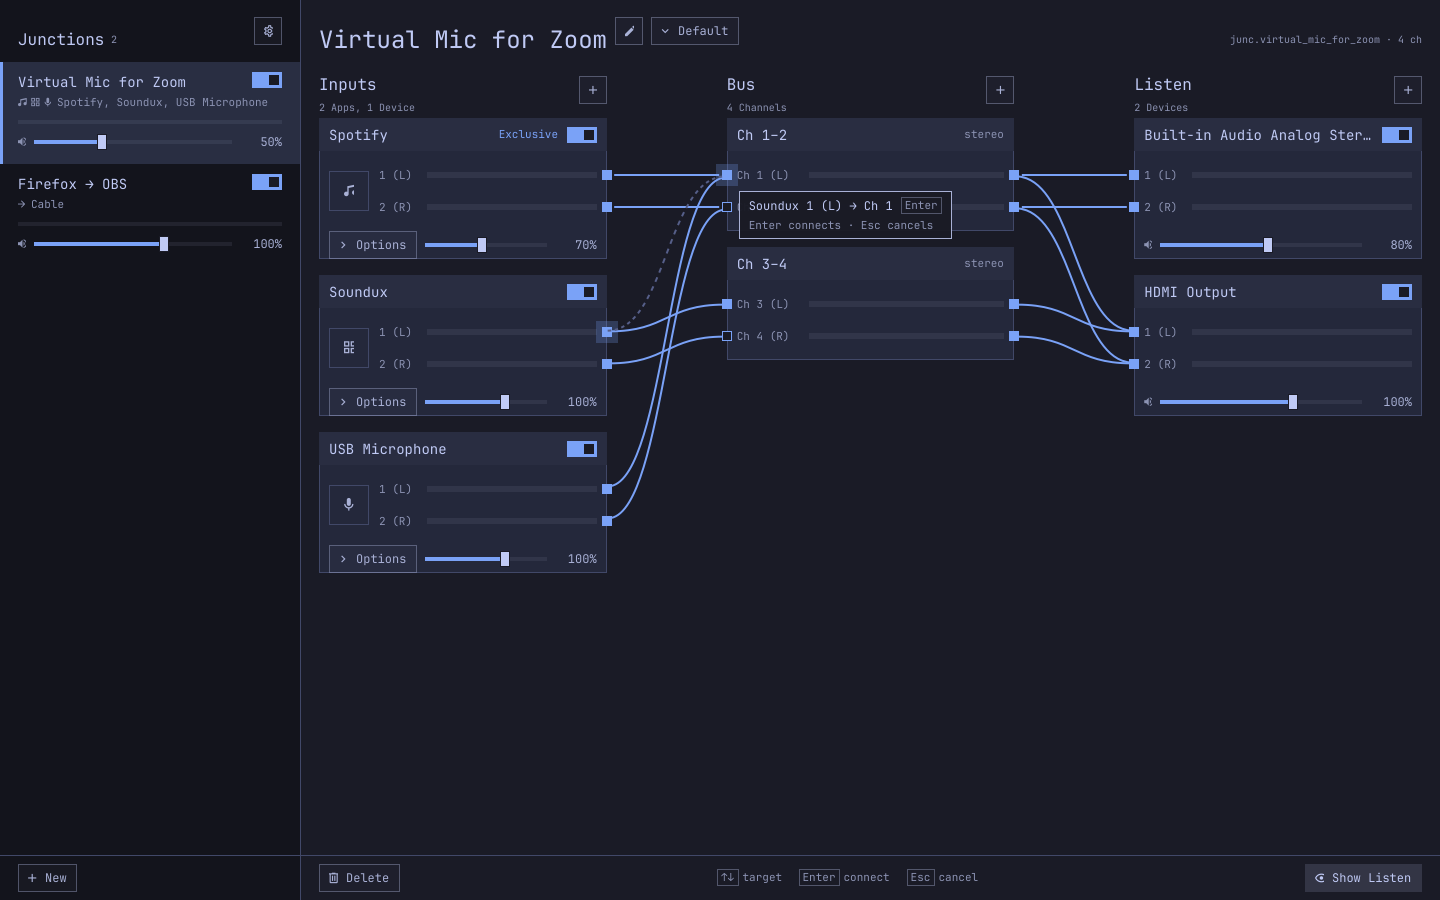 Junctions 2
Virtual Mic for Zoom
Spotify, Soundux, USB Microphone
50%
Firefox → OBS
→ Cable
100%
+ New
Virtual Mic for Zoom
Default
junc.virtual_mic_for_zoom · 4 ch
Inputs
+
2 Apps, 1 Device
Spotify
Exclusive
1 (L)
2 (R)
Options
70%
Soundux
1 (L)
2 (R)
Options
100%
USB Microphone
1 (L)
2 (R)
Options
100%
Bus
+
4 Channels
Ch 1–2
stereo
Ch 1 (L)
Soundux 1 (L) → Ch 1 Enter
Enter connects · Esc cancels
Ch 3–4
stereo
Ch 3 (L)
Ch 4 (R)
Listen
+
2 Devices
Built-in Audio Analog Ster…
1 (L)
2 (R)
80%
HDMI Output
1 (L)
2 (R)
100%
Delete
↑↓ target Enter connect Esc cancel
Show Listen